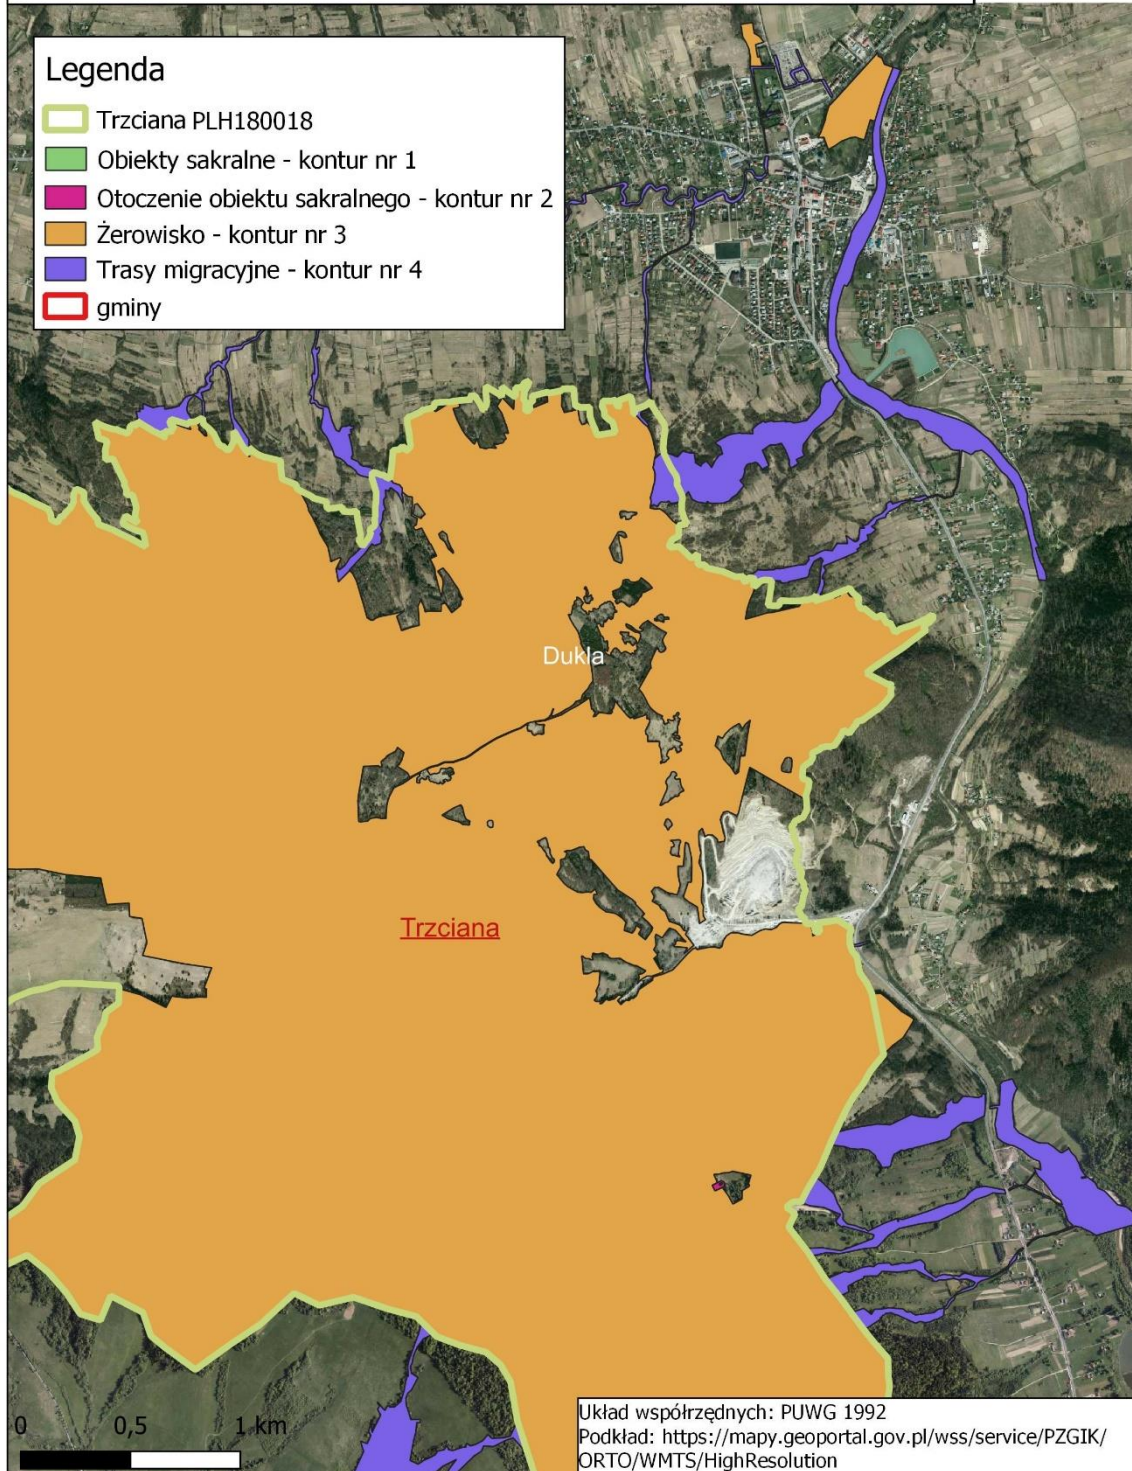 Legenda
Trzciana PLH180018
Obiekty sakralne - kontur nr 1
Otoczenie obiektu sakralnego - kontur nr 2
Żerowisko - kontur nr 3
Trasy migracyjne - kontur nr 4
gminy
Dukla
Trzciana
0 0,5 1 km
Układ współrzędnych: PUWG 1992
Podkład: https://mapy.geoportal.gov.pl/wss/service/PZGIK/
ORTO/WMTS/HighResolution